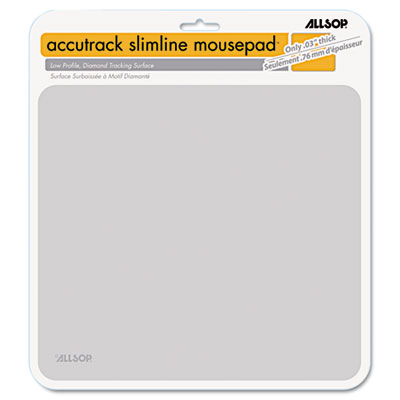 ALLSOP
accutrack slimline mousepad
Only .03" thick
Seulement .76 mm d'épaisseur
Low Profile, Diamond Tracking Surface
Surface Surbaissée à Motif Diamanté
ALLSOP